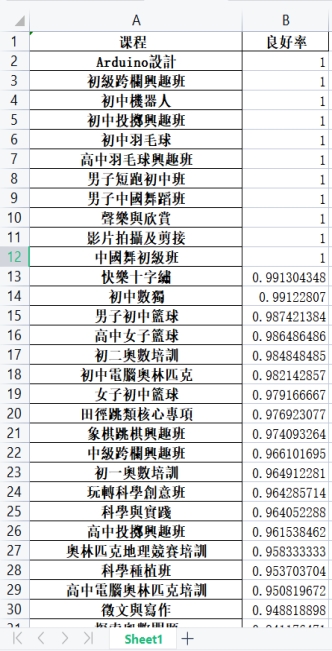 A B
1 课程 良好率
2 Arduino設計 1
3 初級跨欄興趣班 1
4 初中機器人 1
5 初中投擲興趣班 1
6 初中羽毛球 1
7 高中羽毛球興趣班 1
8 男子短跑初中班 1
9 男子中國舞蹈班 1
10 聲樂與欣賞 1
11 影片拍攝及剪接 1
12 中國舞初級班 1
13 快樂十字繡 0.991304348
14 初中數獨 0.99122807
15 男子初中籃球 0.987421384
16 高中女子籃球 0.986486486
17 初二奧數培訓 0.984848485
18 初中電腦奧林匹克 0.982142857
19 女子初中籃球 0.979166667
20 田徑跳類核心專項 0.976923077
21 象棋跳棋興趣班 0.974093264
22 中級跨欄興趣班 0.966101695
23 初一奧數培訓 0.964912281
24 玩轉科學創意班 0.964285714
25 科學與實踐 0.964052288
26 高中投擲興趣班 0.961538462
27 奧林匹克地理競賽培訓 0.958333333
28 科學種植班 0.953703704
29 高中電腦奧林匹克培訓 0.950819672
30 徵文與寫作 0.948818898
Sheet1